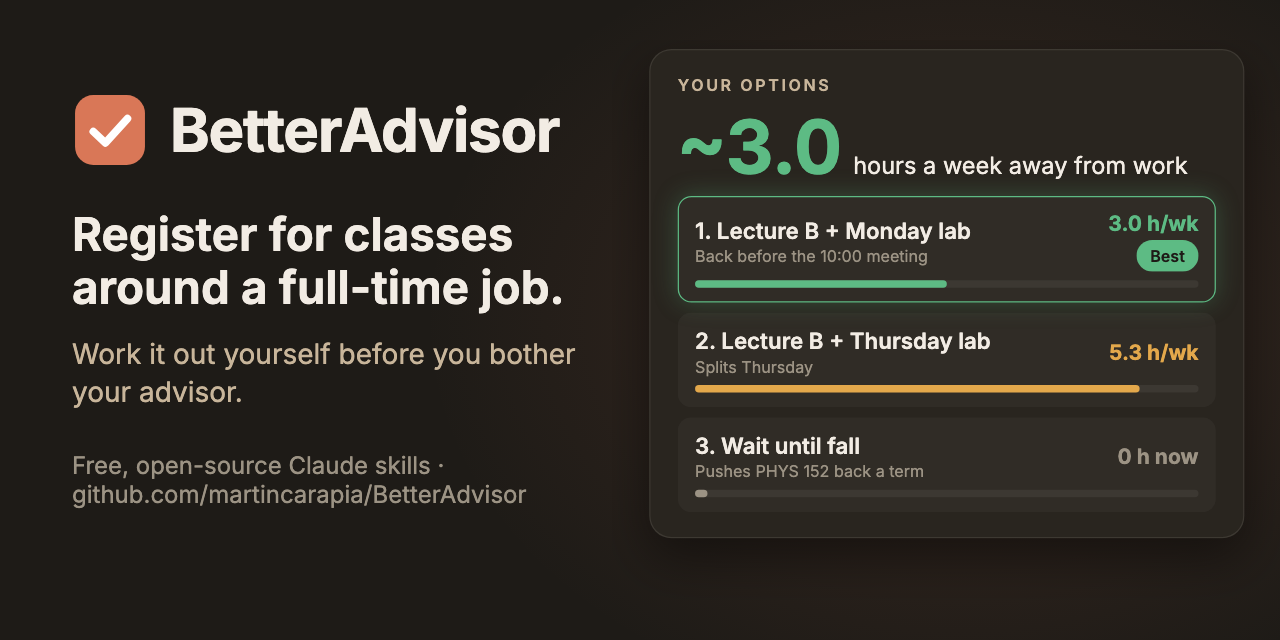 BetterAdvisor
Register for classes
around a full-time job.
Work it out yourself before you bother
your advisor.
Free, open-source Claude skills ·
github.com/martincarapia/BetterAdvisor
YOUR OPTIONS
~3.0 hours a week away from work
1. Lecture B + Monday lab
3.0 h/wk
Back before the 10:00 meeting
Best
2. Lecture B + Thursday lab
5.3 h/wk
Splits Thursday
3. Wait until fall
0 h now
Pushes PHYS 152 back a term